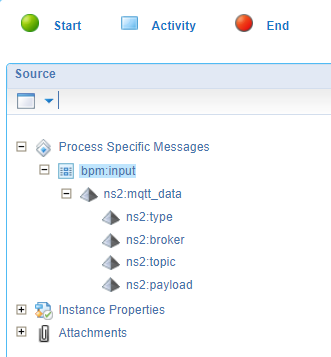 Start Activity End
Source
Process Specific Messages
bpm:input
ns2:mqtt_data
ns2:type
ns2:broker
ns2:topic
ns2:payload
Instance Properties
Attachments